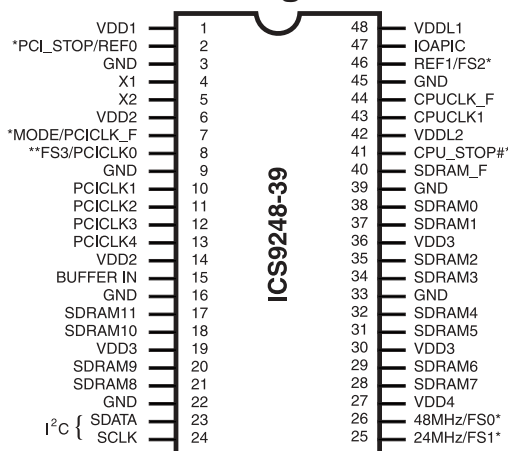 VDD1 1 48 VDDL1
*PCI_STOP/REF0 2 47 IOAPIC
GND 3 46 REF1/FS2*
X1 4 45 GND
X2 5 44 CPUCLK_F
VDD2 6 43 CPUCLK1
*MODE/PCICLK_F 7 42 VDDL2
**FS3/PCICLK0 8 41 CPU_STOP#*
GND 9 40 SDRAM_F
PCICLK1 10 39 GND
PCICLK2 11 38 SDRAM0
PCICLK3 12 37 SDRAM1
PCICLK4 13 36 VDD3
VDD2 14 35 SDRAM2
BUFFER IN 15 34 SDRAM3
GND 16 33 GND
SDRAM11 17 32 SDRAM4
SDRAM10 18 31 SDRAM5
VDD3 19 30 VDD3
SDRAM9 20 29 SDRAM6
SDRAM8 21 28 SDRAM7
GND 22 27 VDD4
I²C { SDATA 23 26 48MHz/FS0*
SCLK 24 25 24MHz/FS1*
ICS9248-39